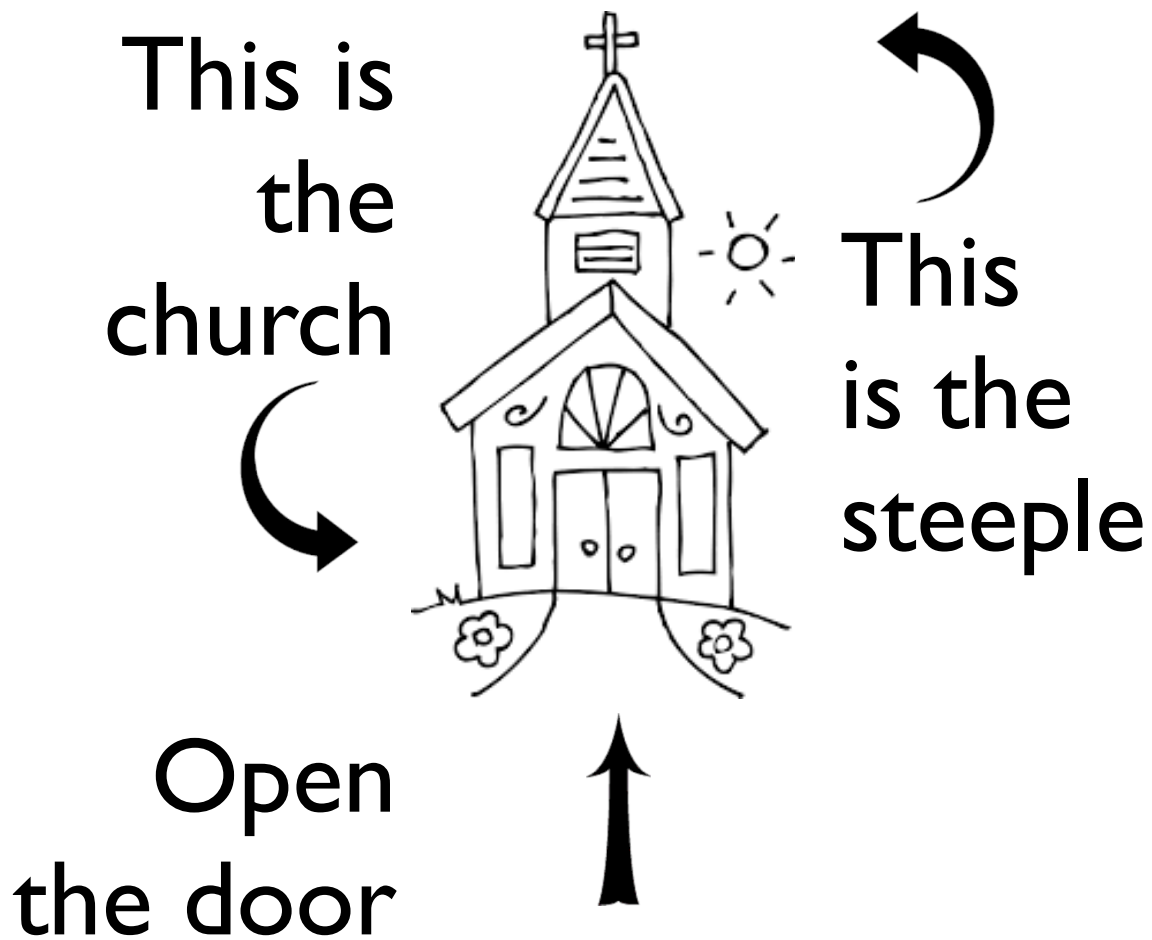 This is
the
church
This
is the
steeple
Open
the door